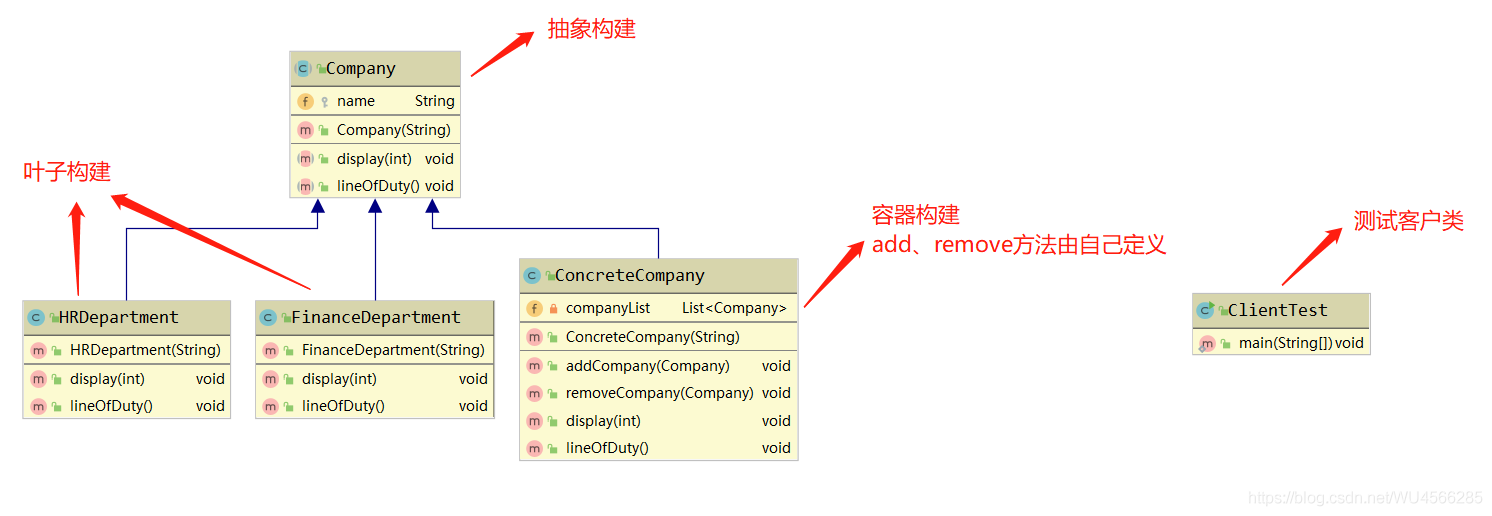 抽象构建
Company
name String
Company(String)
display(int) void
lineOfDuty() void
叶子构建
容器构建
add、remove方法由自己定义
测试客户类
HRDepartment
HRDepartment(String)
display(int) void
lineOfDuty() void
FinanceDepartment
FinanceDepartment(String)
display(int) void
lineOfDuty() void
ConcreteCompany
companyList List<Company>
ConcreteCompany(String)
addCompany(Company) void
removeCompany(Company) void
display(int) void
lineOfDuty() void
ClientTest
main(String[]) void
https://blog.csdn.net/WU4566285